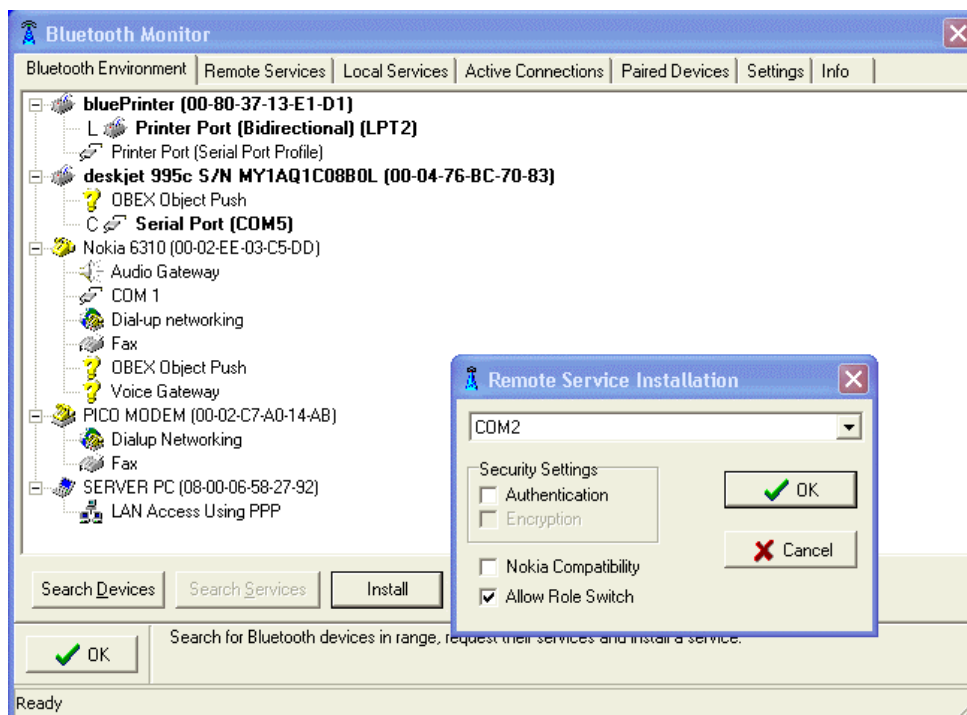 Bluetooth Monitor
Bluetooth Environment Remote Services Local Services Active Connections Paired Devices Settings Info
bluePrinter (00-80-37-13-E1-D1)
L Printer Port (Bidirectional) (LPT2)
Printer Port (Serial Port Profile)
deskjet 995c S/N MY1AQ1C08B0L (00-04-76-BC-70-83)
OBEX Object Push
C Serial Port (COM5)
Nokia 6310 (00-02-EE-03-C5-DD)
Audio Gateway
COM 1
Dial-up networking
Fax
OBEX Object Push
Voice Gateway
PICO MODEM (00-02-C7-A0-14-AB)
Dialup Networking
Fax
SERVER PC (08-00-06-58-27-92)
LAN Access Using PPP
Remote Service Installation
COM2
Security Settings
Authentication
Encryption
OK
Cancel
Nokia Compatibility
Allow Role Switch
Search Devices Search Services Install
OK
Search for Bluetooth devices in range, request their services and install a service.
Ready